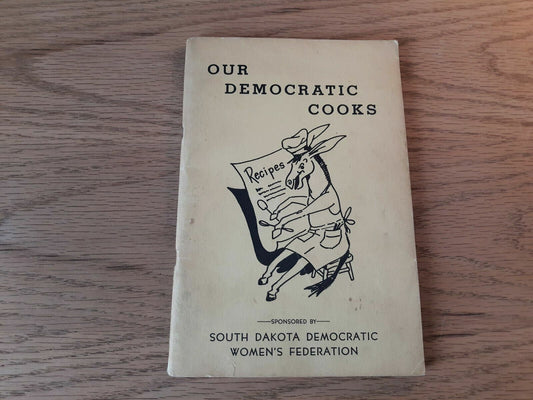 OUR
DEMOCRATIC
COOKS
Recipes
SPONSORED BY
SOUTH DAKOTA DEMOCRATIC
WOMEN'S FEDERATION